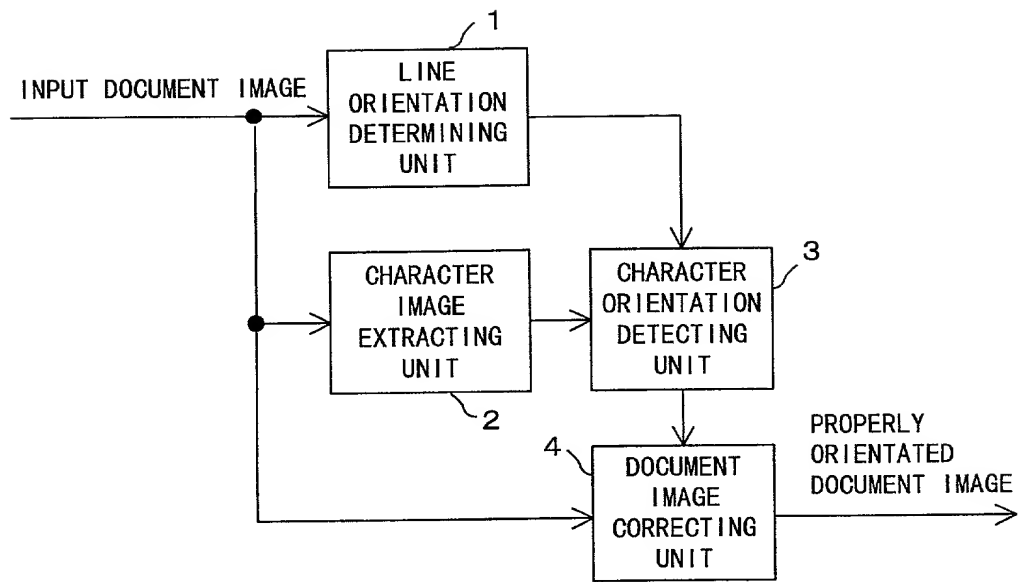 1
INPUT DOCUMENT IMAGE
LINE
ORIENTATION
DETERMINING
UNIT
CHARACTER
IMAGE
EXTRACTING
UNIT
2
3
CHARACTER
ORIENTATION
DETECTING
UNIT
4
DOCUMENT
IMAGE
CORRECTING
UNIT
PROPERLY
ORIENTATED
DOCUMENT IMAGE